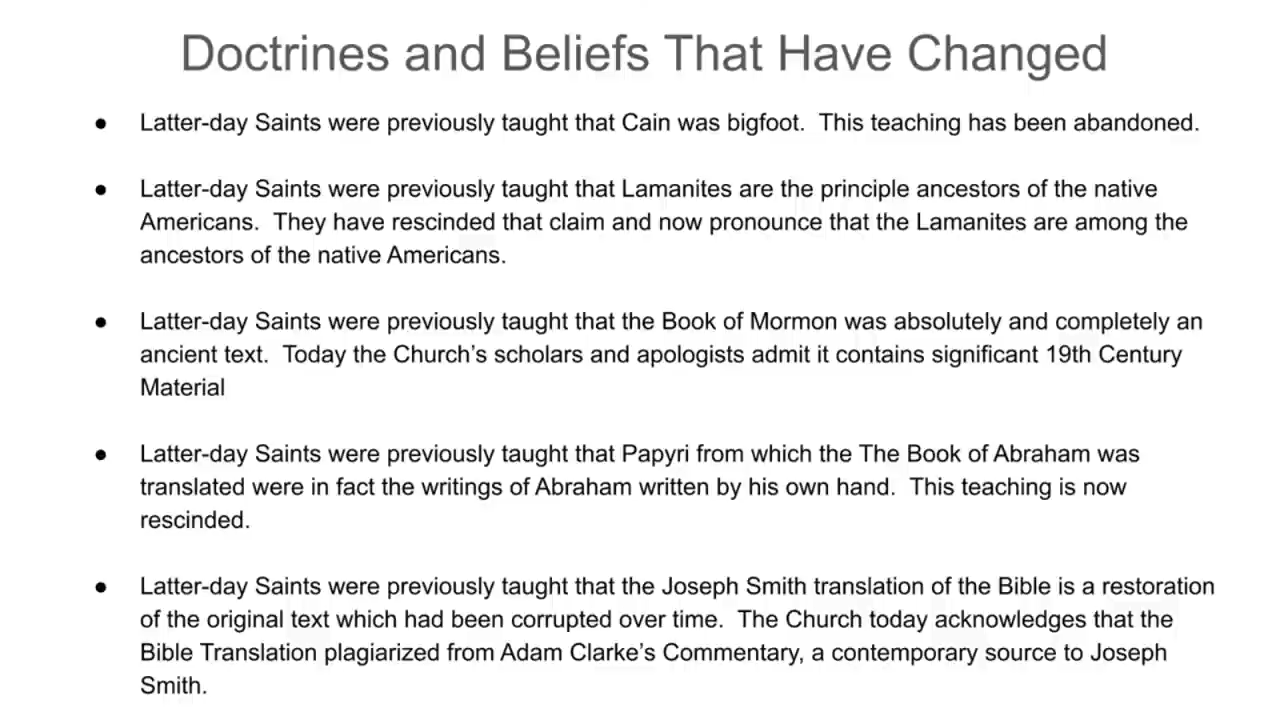 Doctrines and Beliefs That Have Changed
● Latter-day Saints were previously taught that Cain was bigfoot.  This teaching has been abandoned.
● Latter-day Saints were previously taught that Lamanites are the principle ancestors of the native
Americans.  They have rescinded that claim and now pronounce that the Lamanites are among the
ancestors of the native Americans.
● Latter-day Saints were previously taught that the Book of Mormon was absolutely and completely an
ancient text.  Today the Church’s scholars and apologists admit it contains significant 19th Century
Material
● Latter-day Saints were previously taught that Papyri from which the The Book of Abraham was
translated were in fact the writings of Abraham written by his own hand.  This teaching is now
rescinded.
● Latter-day Saints were previously taught that the Joseph Smith translation of the Bible is a restoration
of the original text which had been corrupted over time.  The Church today acknowledges that the
Bible Translation plagiarized from Adam Clarke’s Commentary, a contemporary source to Joseph
Smith.